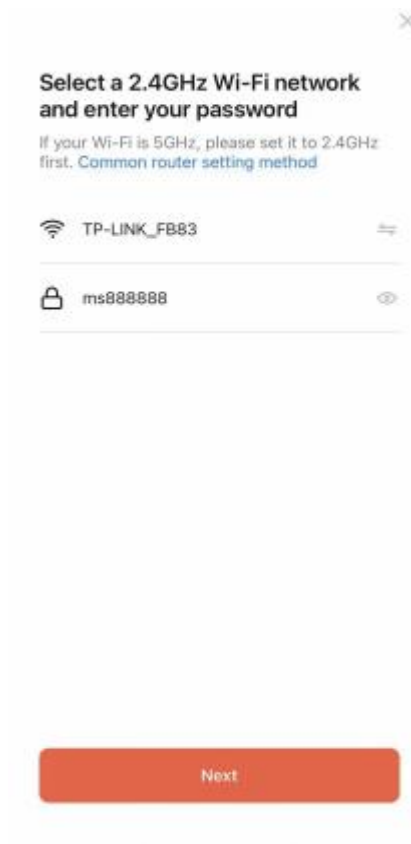 Select a 2.4GHz Wi-Fi network
and enter your password
If your Wi-Fi is 5GHz, please set it to 2.4GHz
first. Common router setting method
TP-LINK_FB83
ms888888
Next